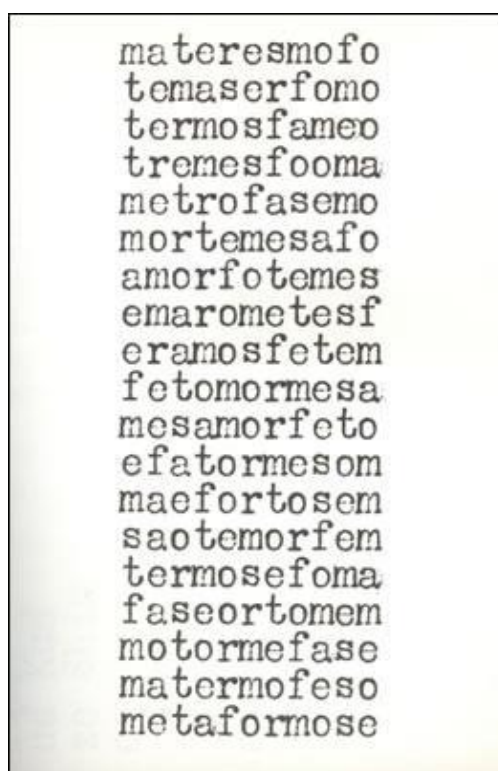 materesmofo
temaserfomo
termosfameo
tremesfooma
metrofasemo
mortemesafo
amorfotemes
emarometesf
eramosfetem
fetomormesa
mesamorfeto
efatormesom
maefortosem
saotemorfem
termosefoma
faseortomem
motormefase
matermofeso
metaformose